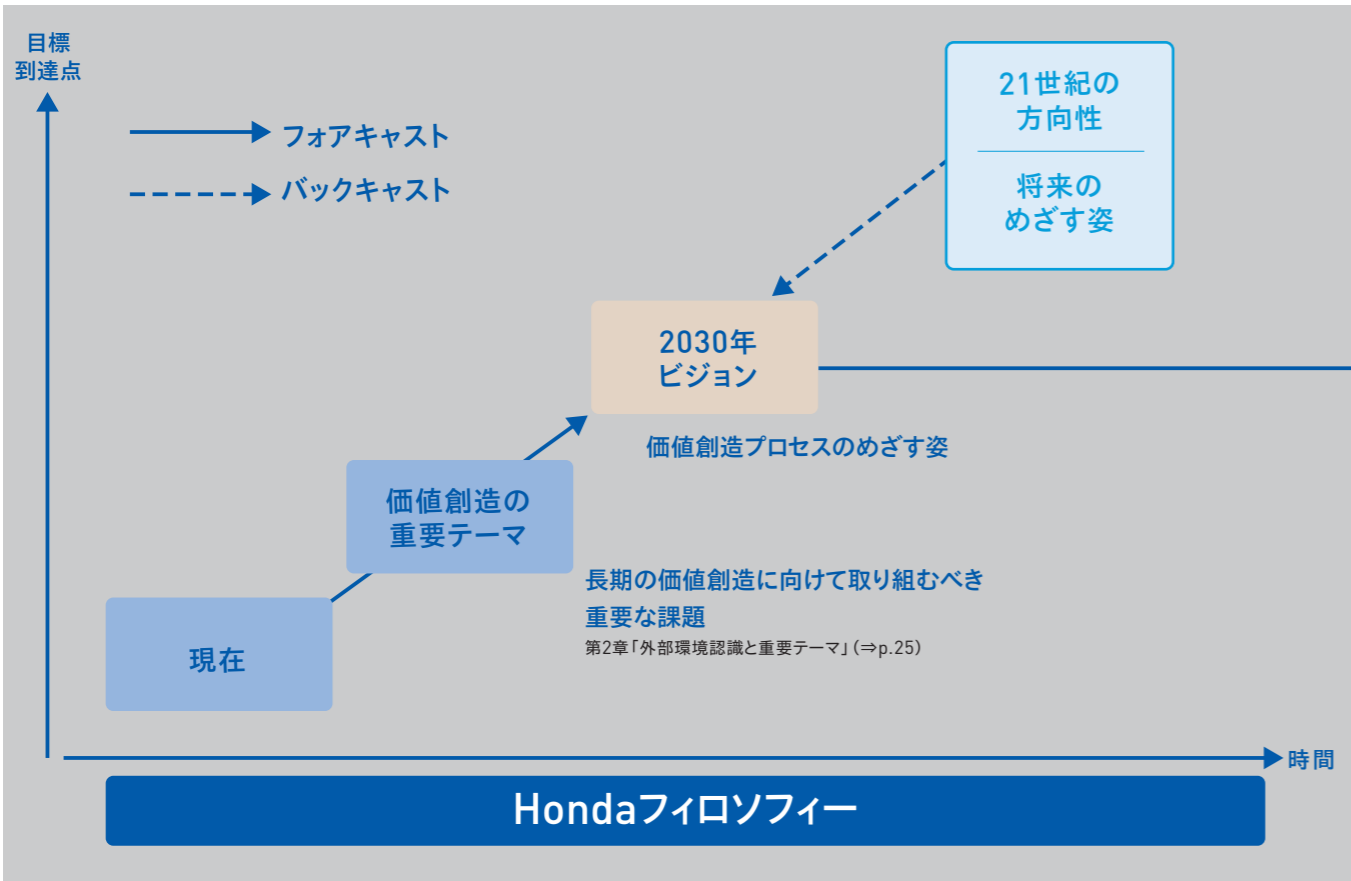 目標
到達点
フォアキャスト
バックキャスト
21世紀の
方向性
将来の
めざす姿
2030年
ビジョン
価値創造プロセスのめざす姿
価値創造の
重要テーマ
長期の価値創造に向けて取り組むべき
重要な課題
第2章「外部環境認識と重要テーマ」(⇒p.25)
現在
時間
Hondaフィロソフィー